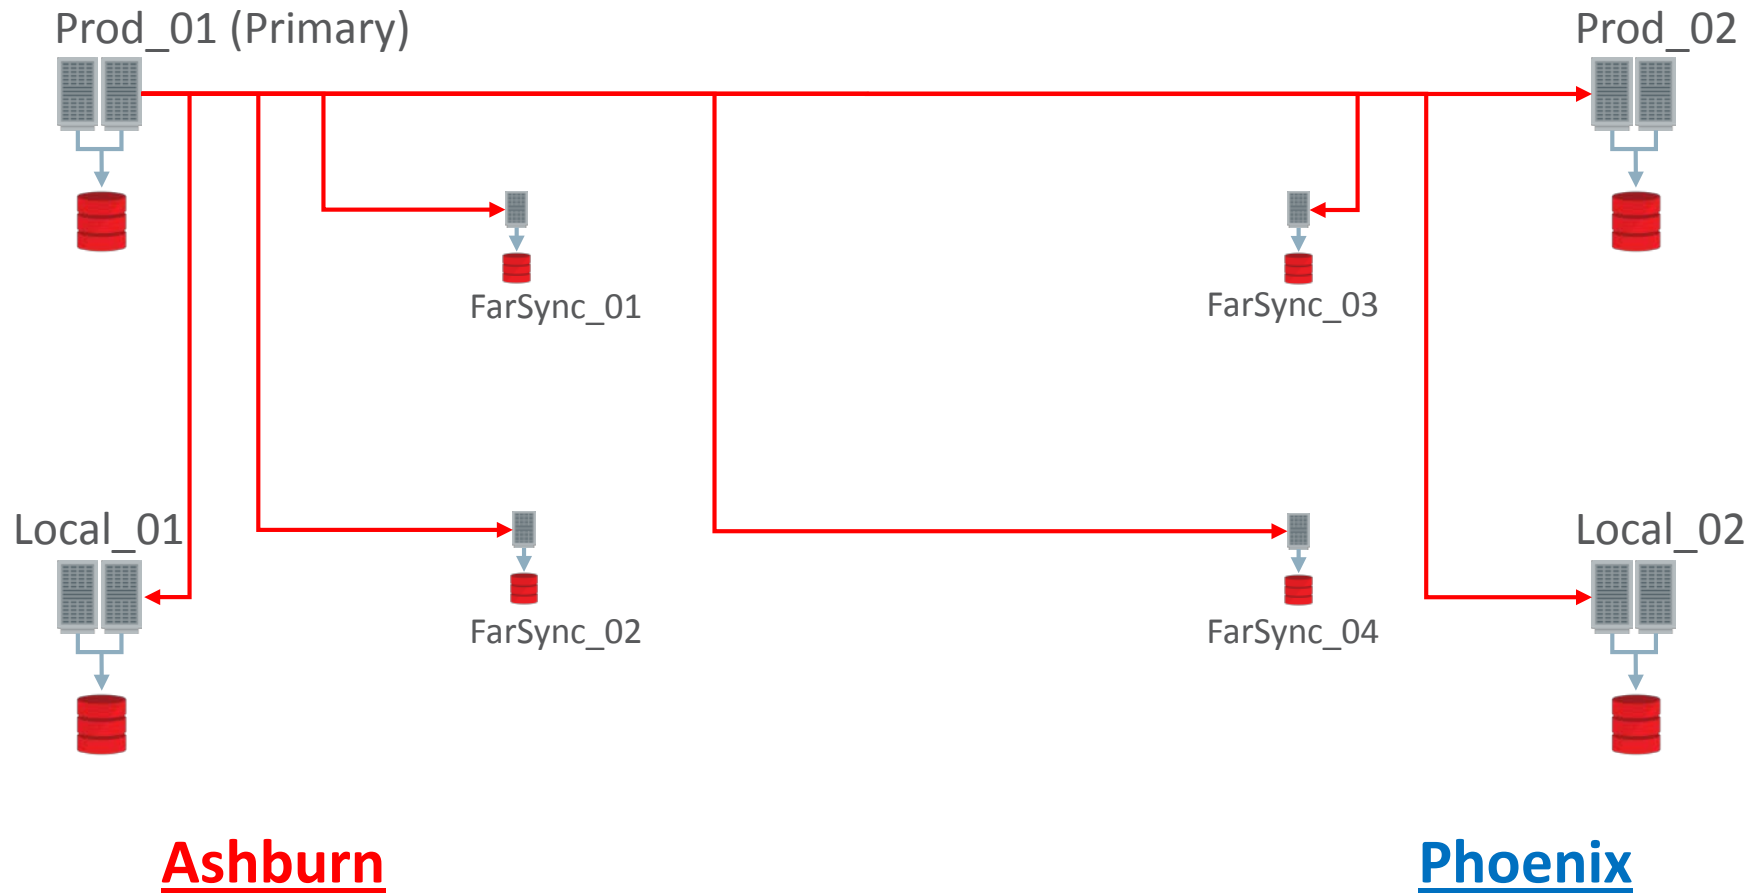 Prod_01 (Primary)
Prod_02
FarSync_01
FarSync_03
Local_01
Local_02
FarSync_02
FarSync_04
Ashburn
Phoenix